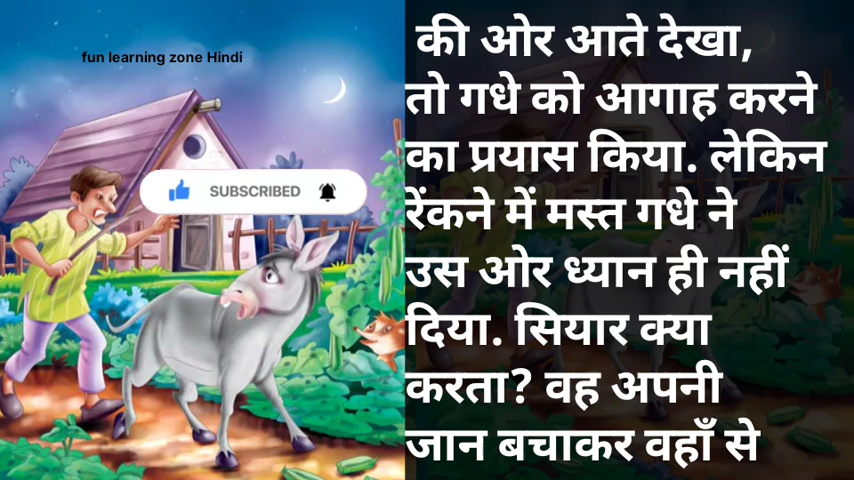 fun learning zone Hindi
SUBSCRIBED
की ओर आते देखा,
तो गधे को आगाह करने
का प्रयास किया. लेकिन
रेंकने में मस्त गधे ने
उस ओर ध्यान ही नहीं
दिया. सियार क्या
करता? वह अपनी
जान बचाकर वहाँ से